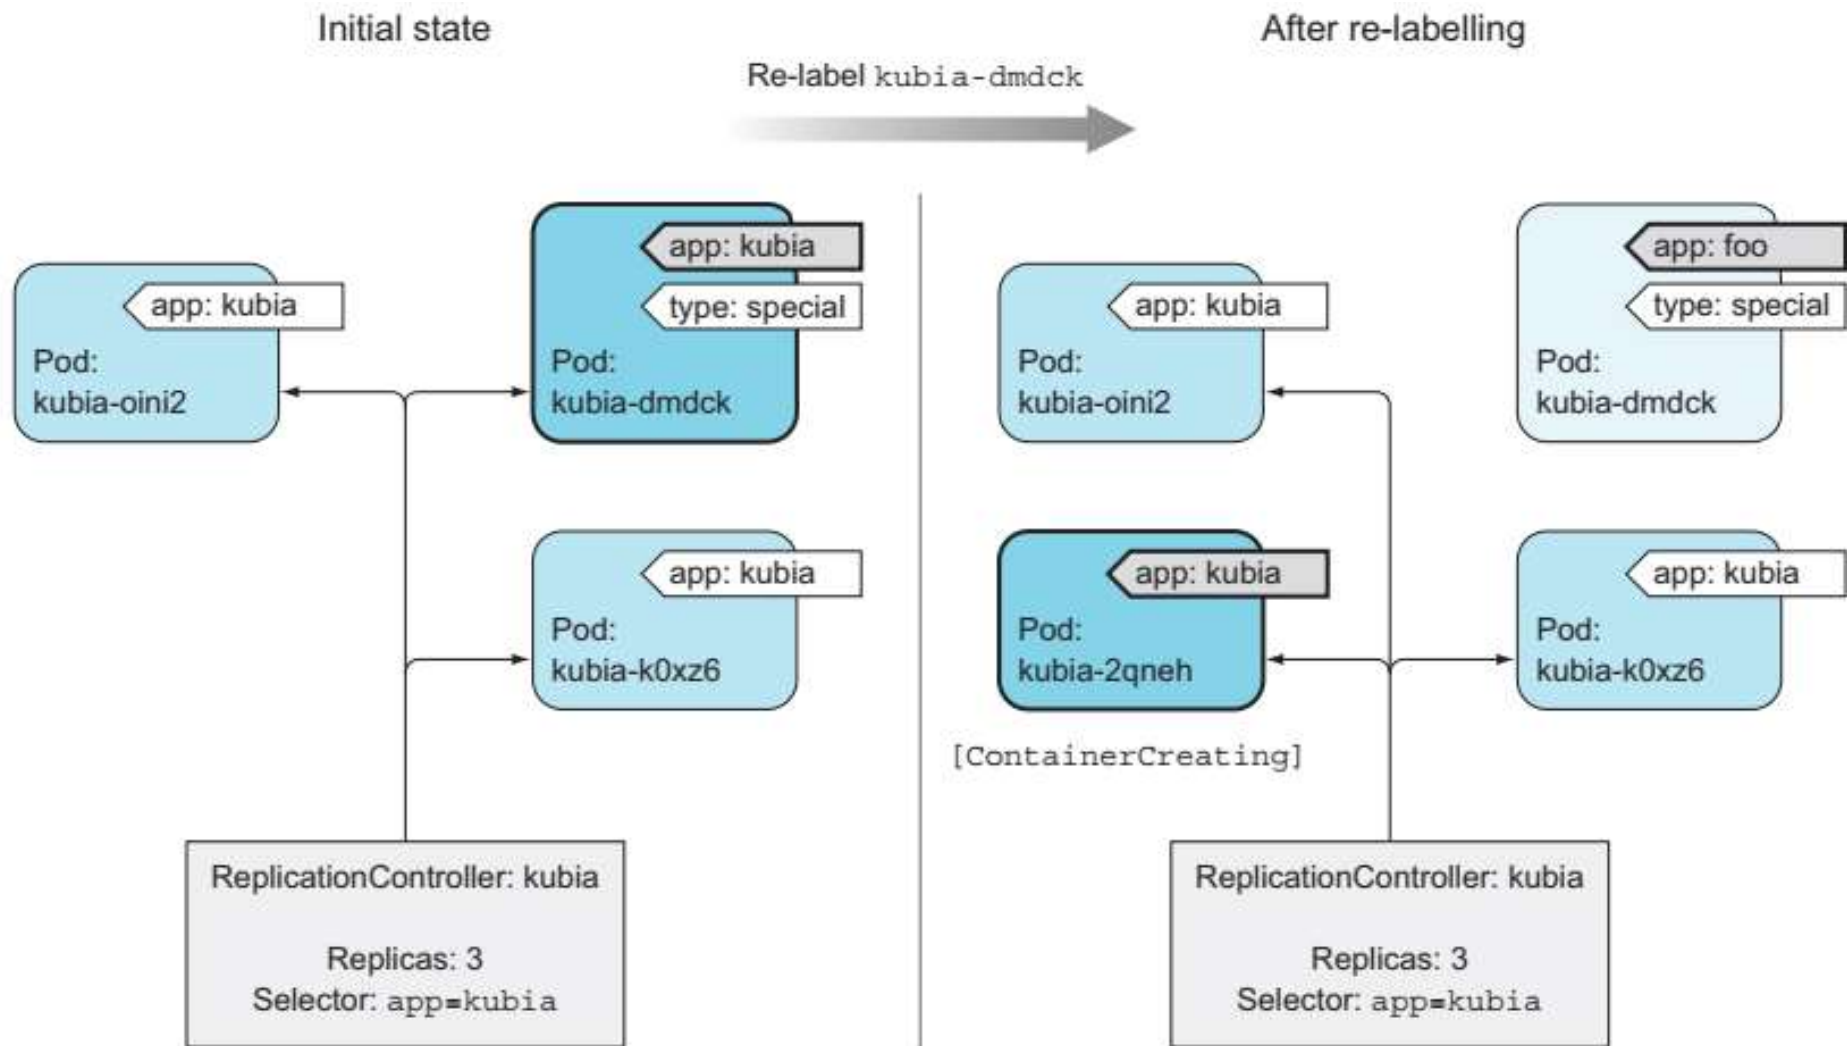 Initial state
After re-labelling
Re-label kubia-dmdck
app: kubia
Pod:
kubia-oini2
app: kubia
type: special
Pod:
kubia-dmdck
app: kubia
Pod:
kubia-k0xz6
ReplicationController: kubia
Replicas: 3
Selector: app=kubia
app: kubia
Pod:
kubia-oini2
app: foo
type: special
Pod:
kubia-dmdck
app: kubia
Pod:
kubia-2qneh
[ContainerCreating]
app: kubia
Pod:
kubia-k0xz6
ReplicationController: kubia
Replicas: 3
Selector: app=kubia